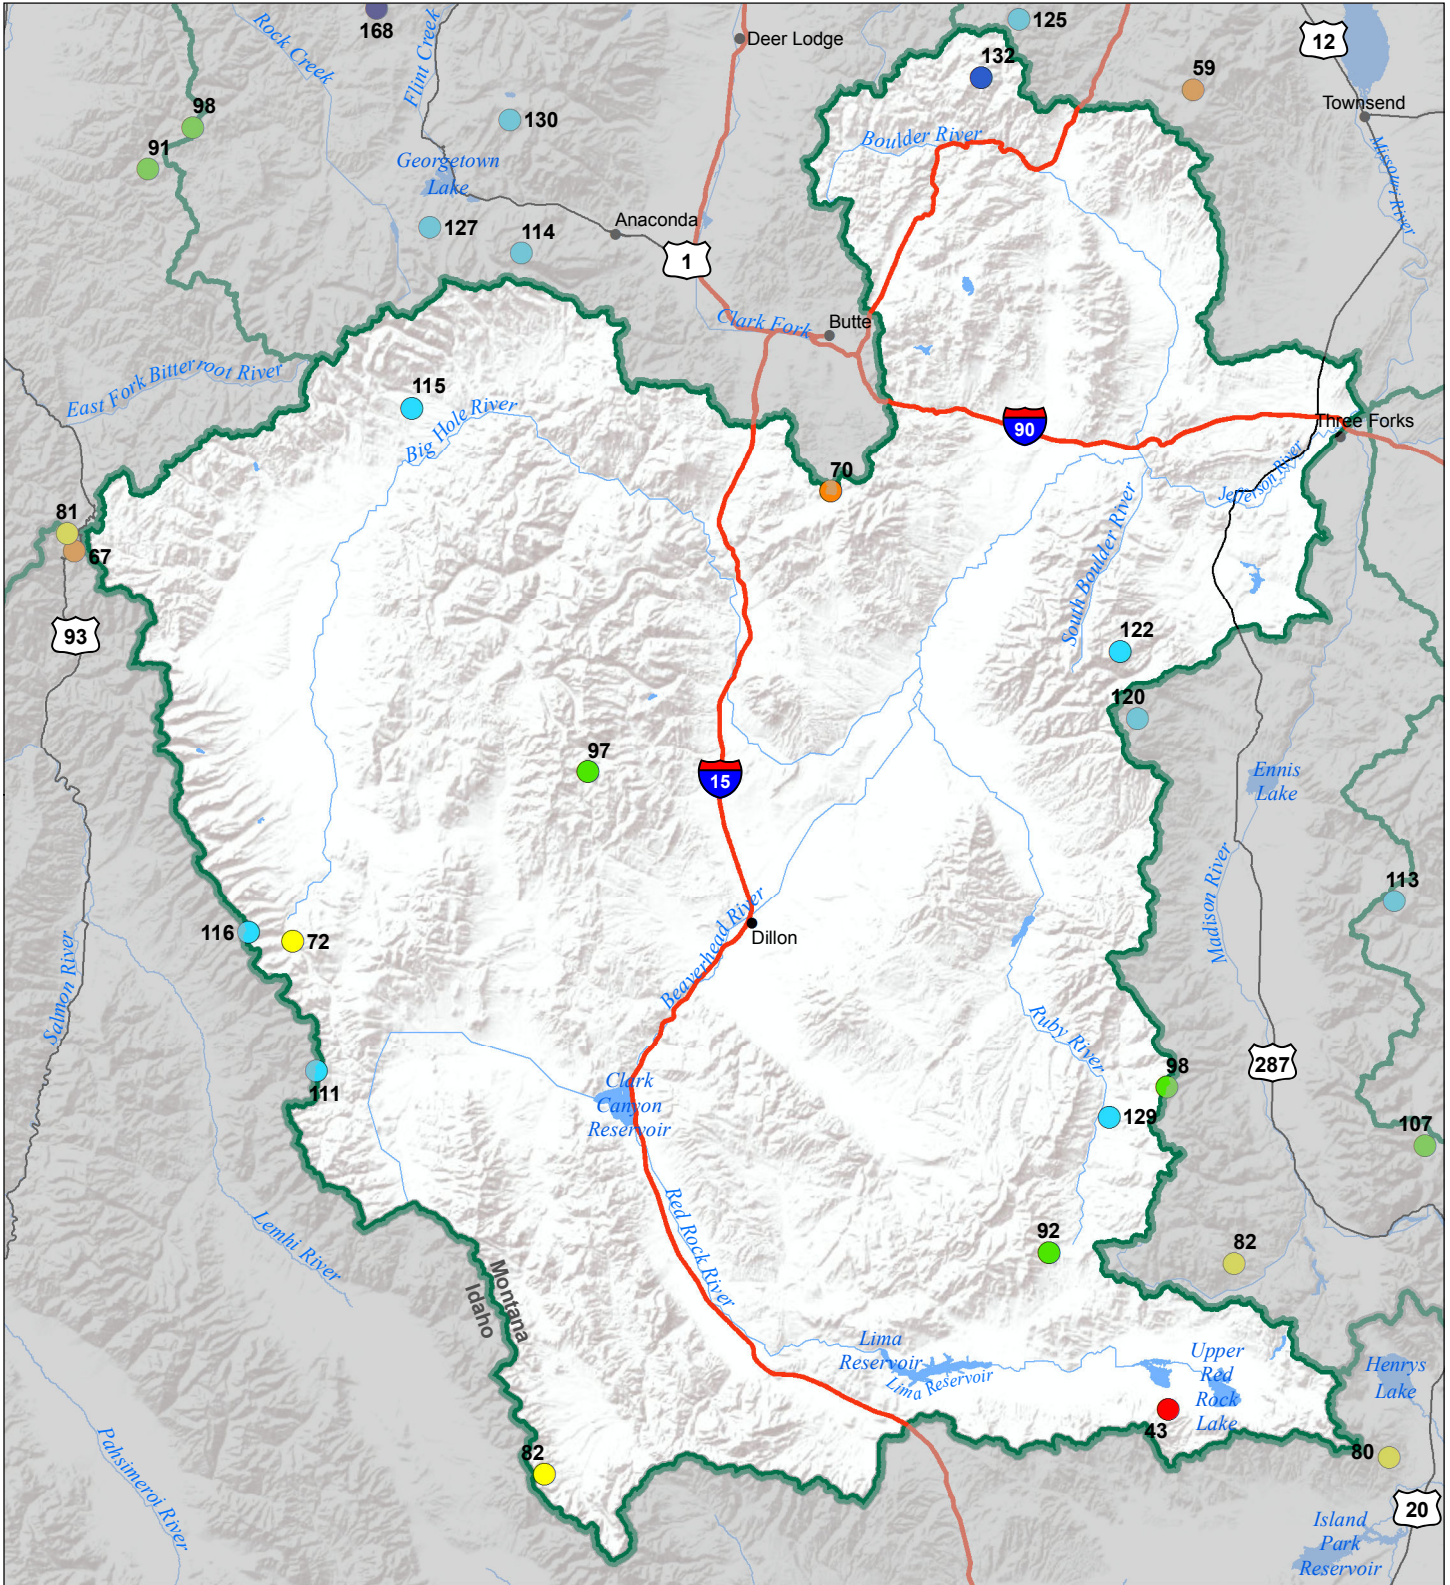 168
Rock Creek
Flint Creek
Deer Lodge
125
12
132
59
98
130
Townsend
91
Georgetown
Lake
Boulder River
Missouri River
127
114
Anaconda
1
Clark Fork
Butte
East Fork Bitterroot River
115
Big Hole River
90
Three Forks
70
Jefferson River
81
67
South Boulder River
93
122
120
97
15
Ennis
Lake
113
116
72
Beaverhead River
Dillon
Madison River
Salmon River
Ruby River
111
Clark
Canyon
Reservoir
98
287
129
107
Red Rock River
Lemhi River
92
82
Montana
Idaho
Lima
Reservoir
Lima Reservoir
Upper
Red
Rock
Lake
Henrys
Lake
43
82
80
Pahsimeroi River
20
Island
Park
Reservoir